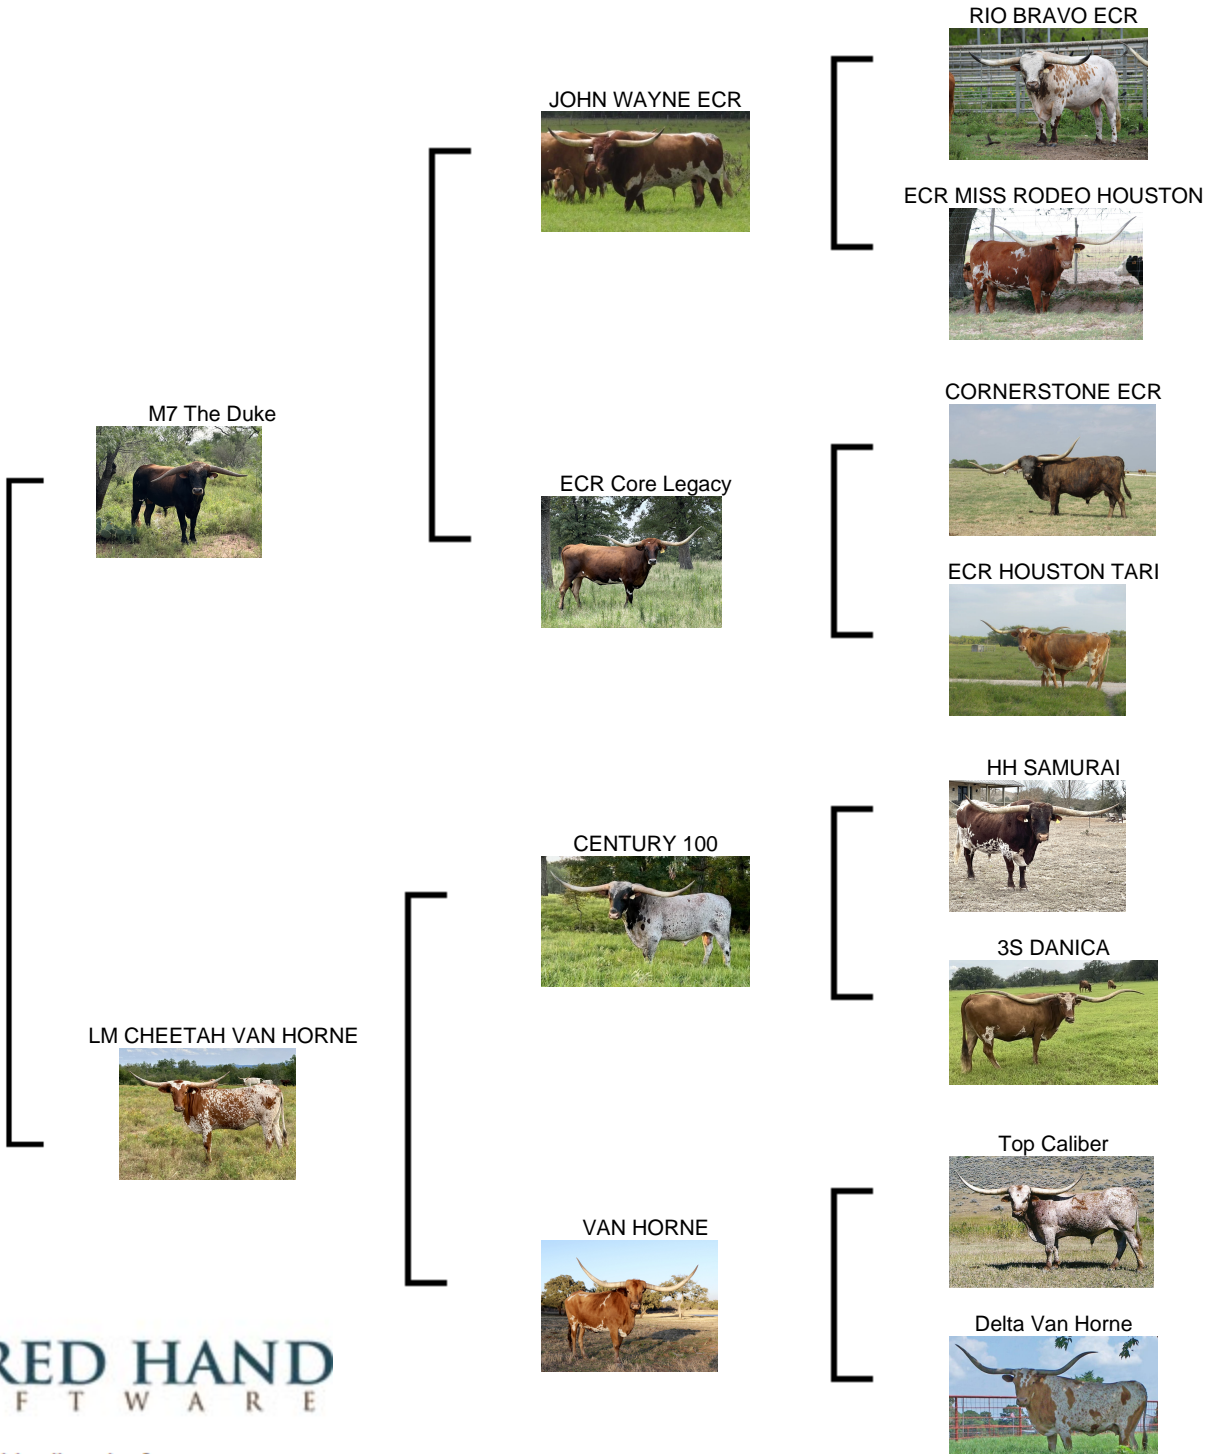 RIO BRAVO ECR
JOHN WAYNE ECR
ECR MISS RODEO HOUSTON
CORNERSTONE ECR
M7 The Duke
ECR Core Legacy
ECR HOUSTON TARI
HH SAMURAI
CENTURY 100
3S DANICA
LM CHEETAH VAN HORNE
Top Caliber
VAN HORNE
Delta Van Horne
RED HAND
F T W A R E